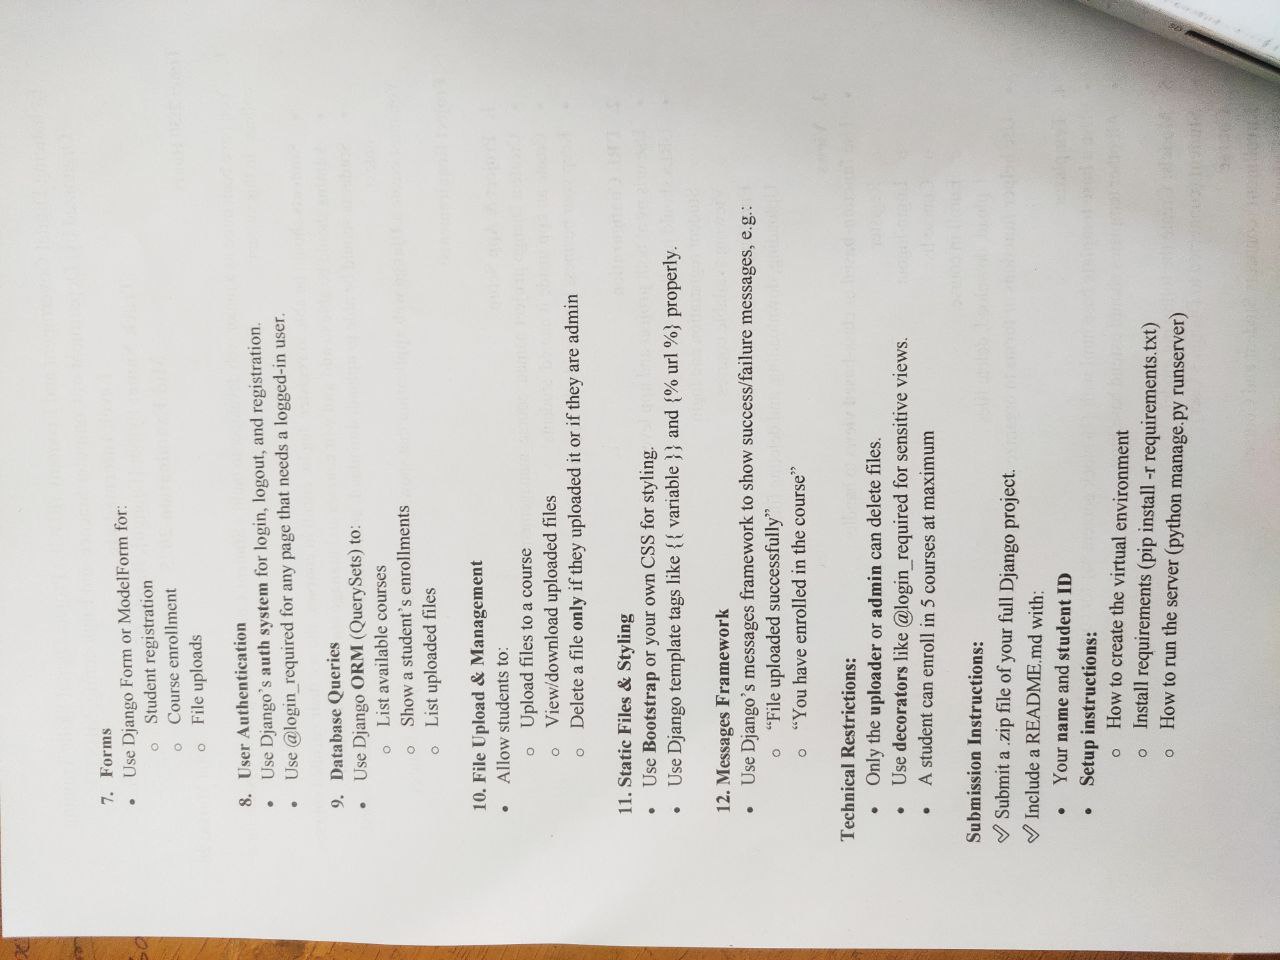 7. Forms
• Use Django Form or ModelForm for:
○ Student registration
○ Course enrollment
○ File uploads
8. User Authentication
• Use Django’s auth system for login, logout, and registration.
• Use @login_required for any page that needs a logged-in user.
9. Database Queries
• Use Django ORM (QuerySets) to:
○ List available courses
○ Show a student’s enrollments
○ List uploaded files
10. File Upload & Management
• Allow students to:
○ Upload files to a course
○ View/download uploaded files
○ Delete a file only if they uploaded it or if they are admin
11. Static Files & Styling
• Use Bootstrap or your own CSS for styling.
• Use Django template tags like {{ variable }} and {% url %} properly.
12. Messages Framework
• Use Django’s messages framework to show success/failure messages, e.g.:
○ “File uploaded successfully”
○ “You have enrolled in the course”
Technical Restrictions:
• Only the uploader or admin can delete files.
• Use decorators like @login_required for sensitive views.
• A student can enroll in 5 courses at maximum
Submission Instructions:
✓ Submit a .zip file of your full Django project.
✓ Include a README.md with:
• Your name and student ID
• Setup instructions:
○ How to create the virtual environment
○ Install requirements (pip install -r requirements.txt)
○ How to run the server (python manage.py runserver)